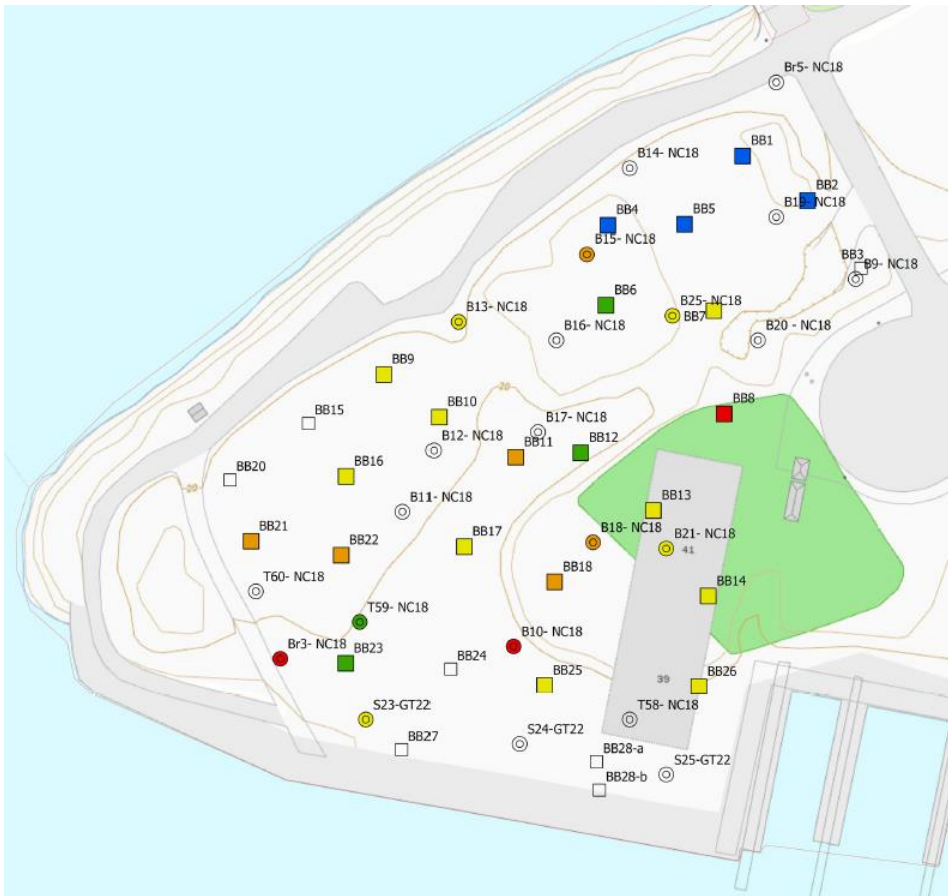 Br5- NC18
BB1
B14- NC18
BB2
B19- NC18
BB4
BB5
B15- NC18
BB3
B9- NC18
BB6
B13- NC18
B25- NC18
BB7
B16- NC18
B20 - NC18
BB9
20
BB8
BB15
BB10
B17- NC18
B12- NC18
BB11
BB12
BB20
20
BB16
B11- NC18
BB13
BB21
BB22
BB17
B18- NC18
B21- NC18
41
T60- NC18
BB18
BB14
T59- NC18
Br3- NC18
B10- NC18
BB23
BB24
BB25
39
BB26
S23-GT22
T58- NC18
BB27
S24-GT22
BB28-a
S25-GT22
BB28-b